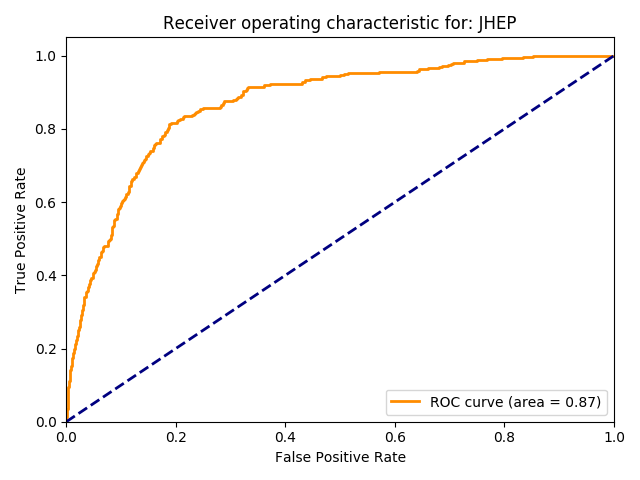 Receiver operating characteristic for: JHEP
True Positive Rate
1.0
0.8
0.6
0.4
0.2
0.0
ROC curve (area = 0.87)
0.0 0.2 0.4 0.6 0.8 1.0
False Positive Rate